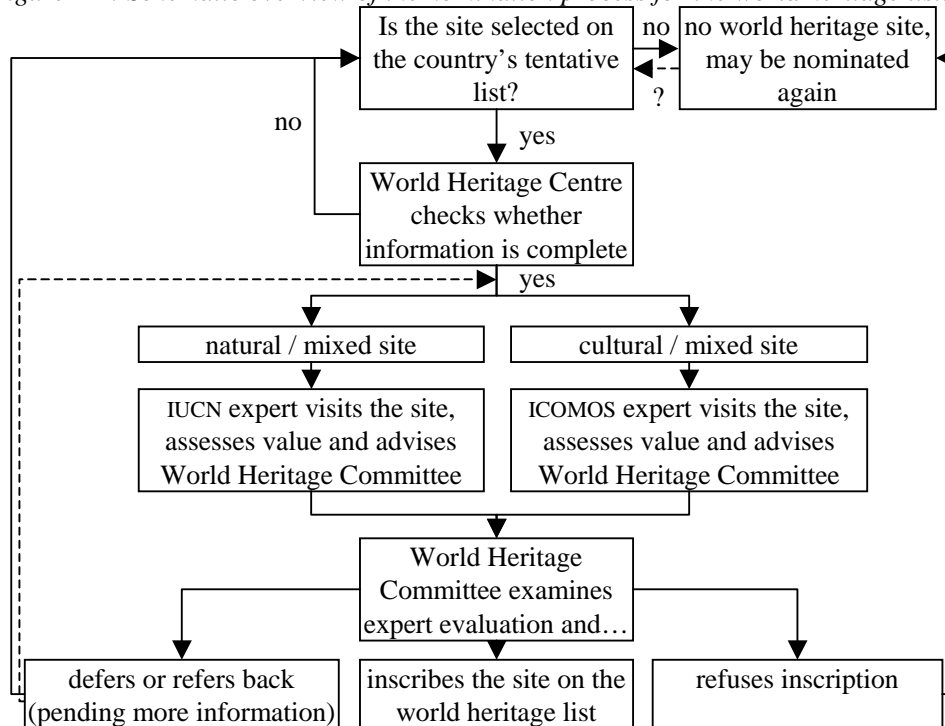 Is the site selected on
the country's tentative
list?
no
no world heritage site,
may be nominated
again
?
no
yes
World Heritage Centre
checks whether
information is complete
yes
natural / mixed site
cultural / mixed site
IUCN expert visits the site,
assesses value and advises
World Heritage Committee
ICOMOS expert visits the site,
assesses value and advises
World Heritage Committee
World Heritage
Committee examines
expert evaluation and…
defers or refers back
(pending more information)
inscribes the site on the
world heritage list
refuses inscription